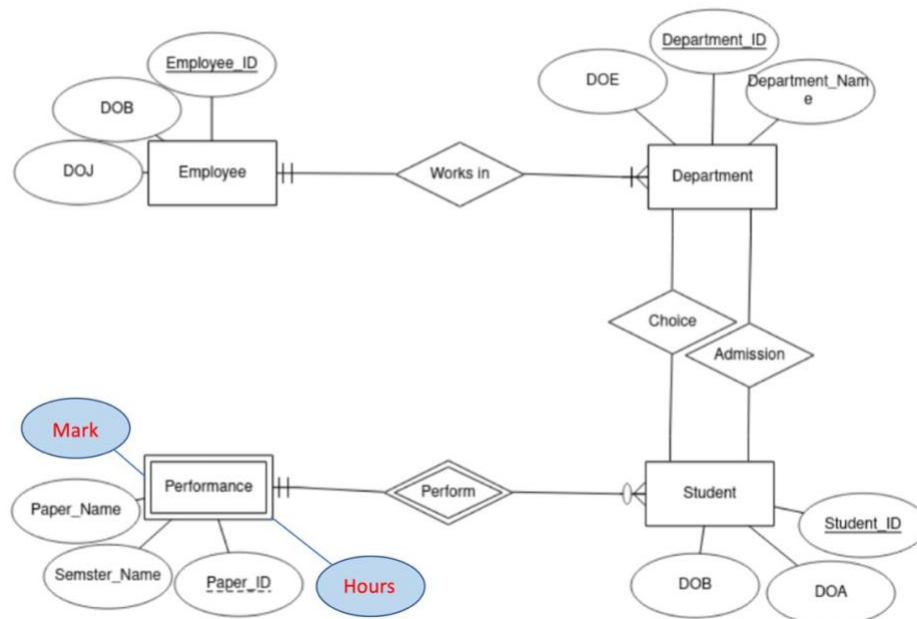 Employee_ID
DOB
DOJ
Employee
Works in
Department_ID
DOE
Department_Nam
e
Department
Choice
Admission
Mark
Performance
Paper_Name
Semster_Name
Paper_ID
Hours
Perform
Student
Student_ID
DOB
DOA